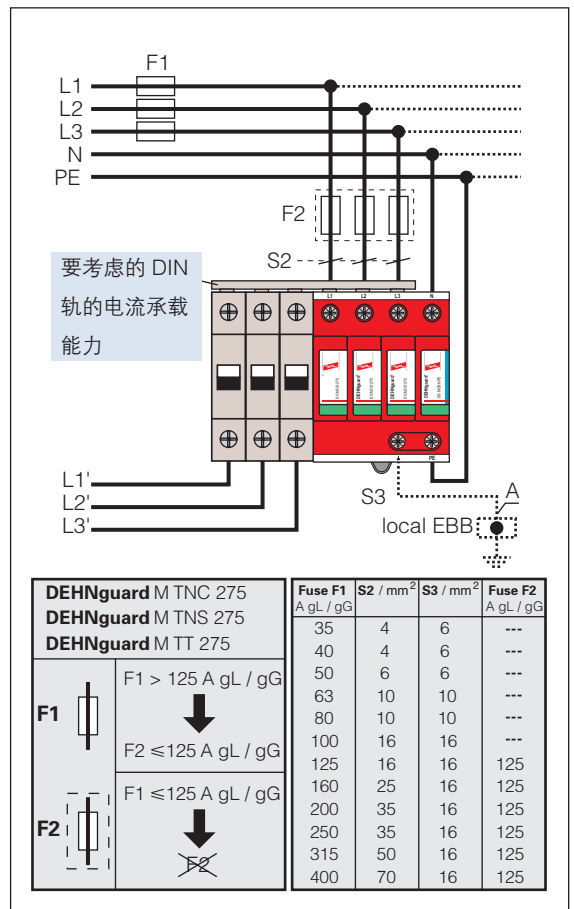 F1
L1
L2
L3
N
PE
F2
S2
要考虑的 DIN
轨的电流承载
能力
L1 L2 L3 N
DEHNguard DEHNguard DEHNguard DEHNguard
PE
L1'
L2'
L3'
S3
A
local EBB
DEHNguard M TNC 275
DEHNguard M TNS 275
DEHNguard M TT 275
F1
F1 > 125 A gL / gG
F2 ≤125 A gL / gG
F2
F1 ≤125 A gL / gG
F2
Fuse F1 S2 / mm² S3 / mm² Fuse F2
A gL / gG A gL / gG
35 4 6 ---
40 4 6 ---
50 6 6 ---
63 10 10 ---
80 10 10 ---
100 16 16 ---
125 16 16 125
160 25 16 125
200 35 16 125
250 35 16 125
315 50 16 125
400 70 16 125